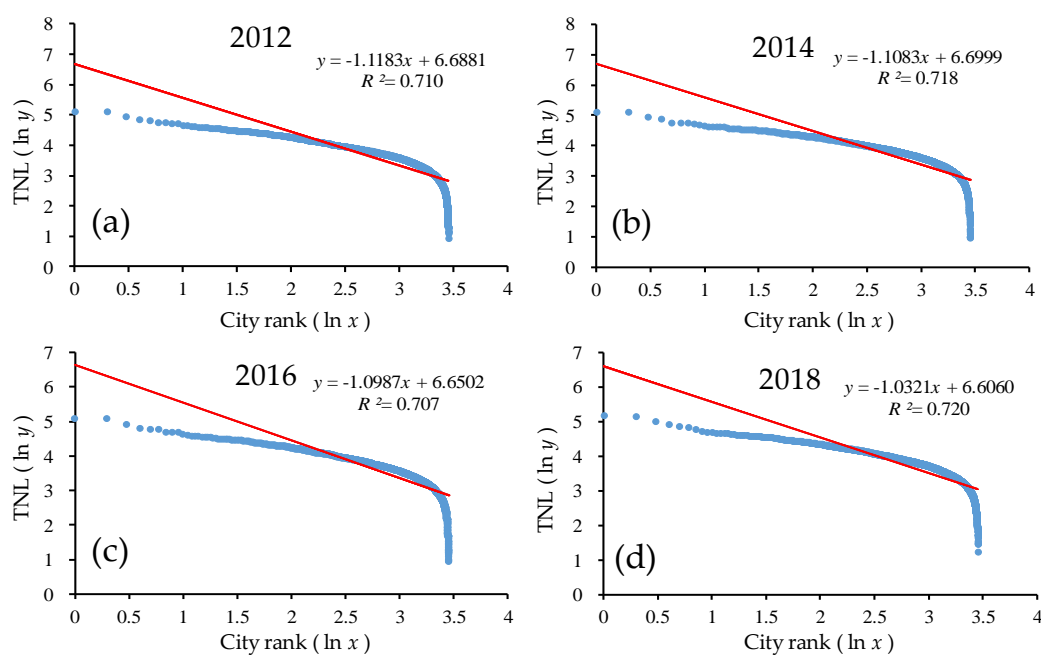 2012
y = -1.1183x + 6.6881
R ²= 0.710
TNL ( ln y )
8
7
6
5
4
3
2
1
0
(a)
0 0.5 1 1.5 2 2.5 3 3.5 4
City rank ( ln x )
2014
y = -1.1083x + 6.6999
R ²= 0.718
TNL ( ln y )
8
7
6
5
4
3
2
1
0
(b)
0 0.5 1 1.5 2 2.5 3 3.5 4
City rank ( ln x )
2016
y = -1.0987x + 6.6502
R ²= 0.707
TNL ( ln y )
7
6
5
4
3
2
1
0
(c)
0 0.5 1 1.5 2 2.5 3 3.5 4
City rank ( ln x )
2018
y = -1.0321x + 6.6060
R ²= 0.720
TNL ( ln y )
7
6
5
4
3
2
1
0
(d)
0 0.5 1 1.5 2 2.5 3 3.5 4
City rank ( ln x )